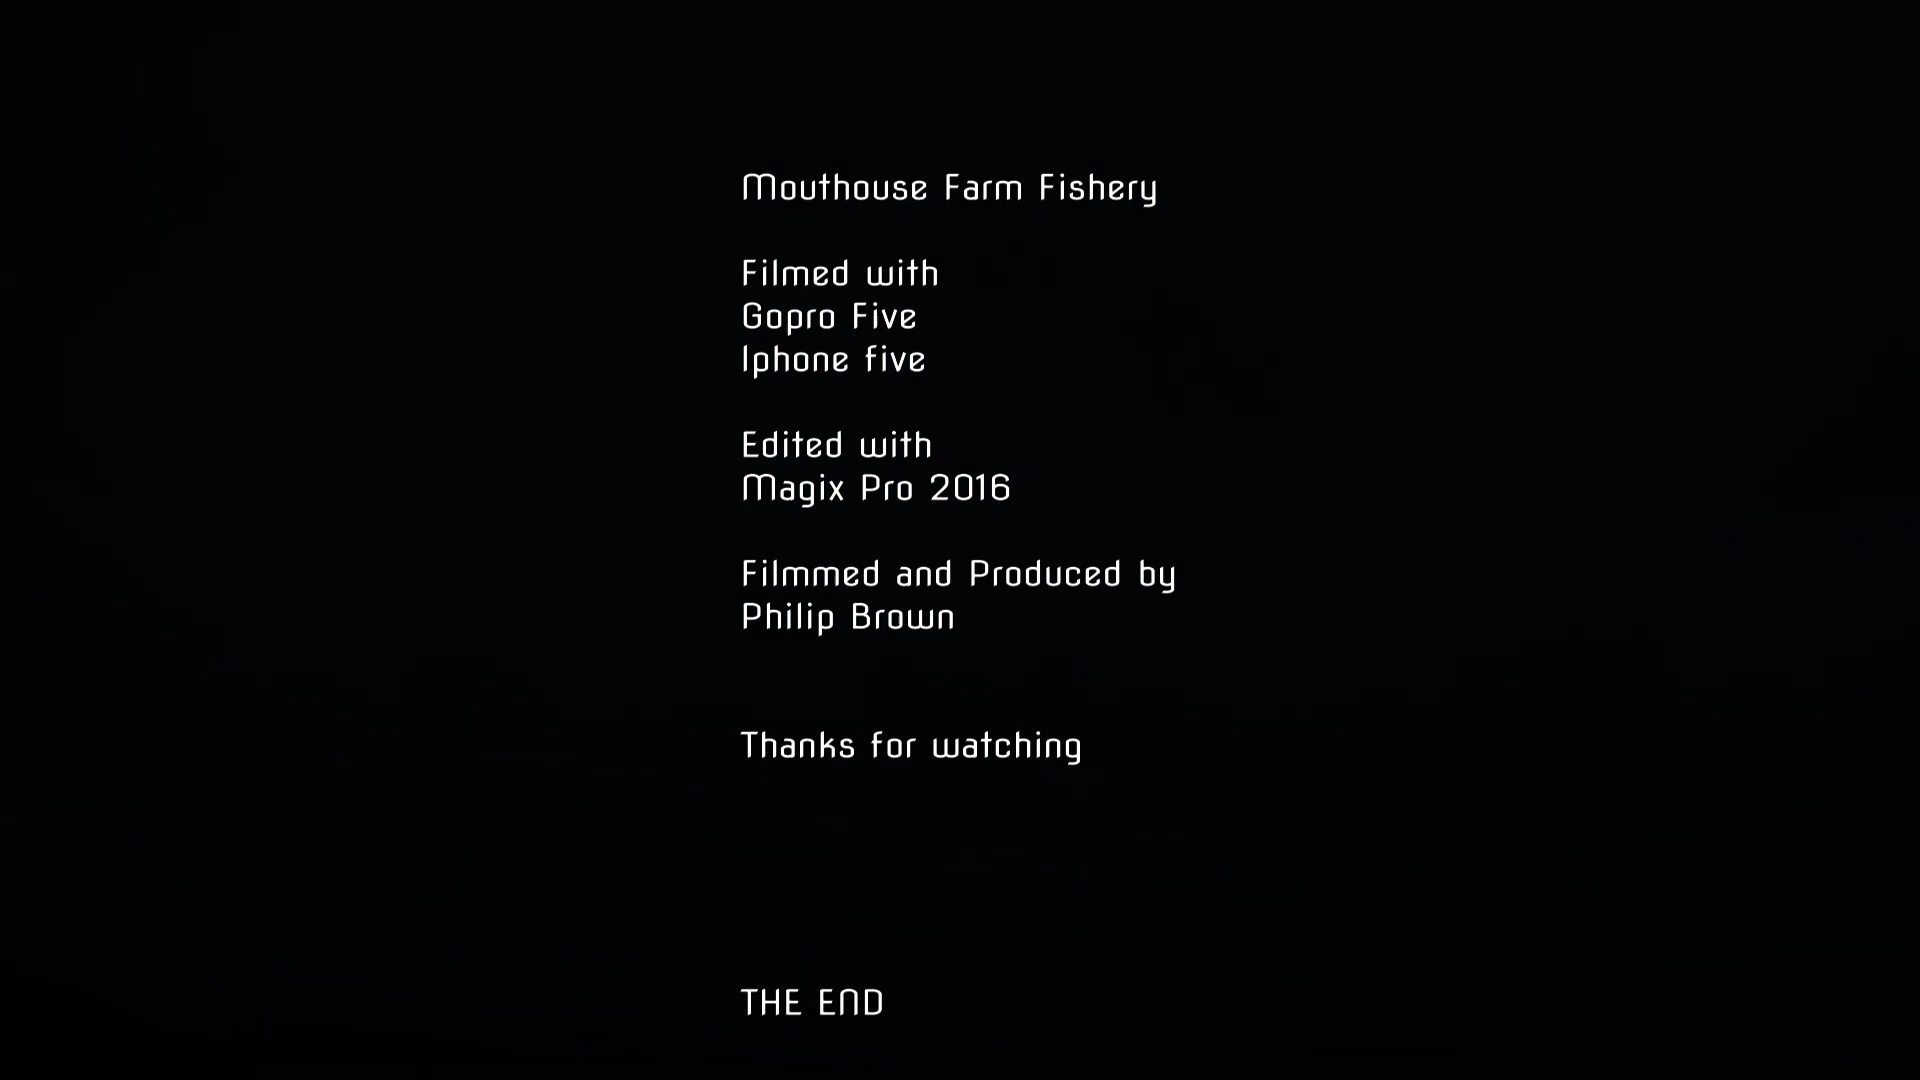 Mouthouse Farm Fishery
Filmed with
Gopro Five
Iphone five
Edited with
Magix Pro 2016
Filmmed and Produced by
Philip Brown
Thanks for watching
THE END